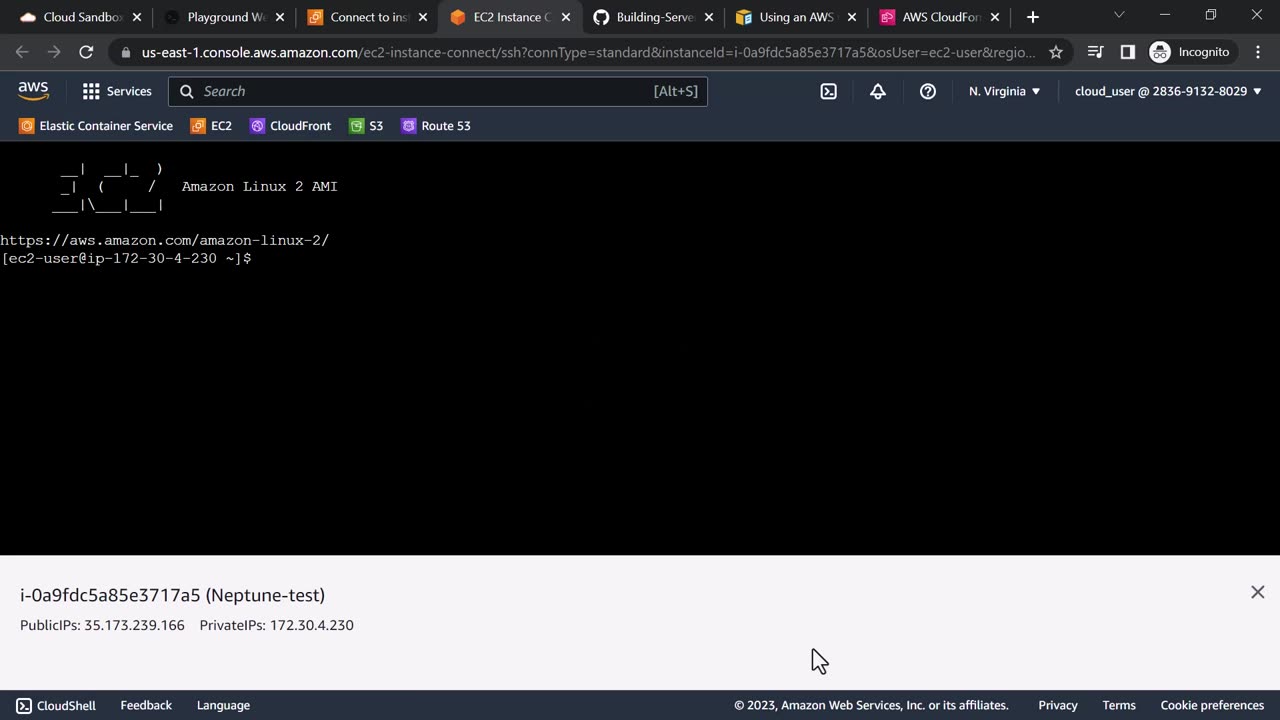 Cloud Sandbox
Playground We
Connect to ins
EC2 Instance C
Building-Serve
Using an AWS
AWS CloudFor
us-east-1.console.aws.amazon.com/ec2-instance-connect/ssh?connType=standard&instanceId=i-0a9fdc5a85e3717a5&osUser=ec2-user&regio...
Incognito
aws
Services
Search
[Alt+S]
N. Virginia
cloud_user @ 2836-9132-8029
Elastic Container Service
EC2
CloudFront
S3
Route 53
__|  __|_  )
_|  (     /   Amazon Linux 2 AMI
___|\___|___|
https://aws.amazon.com/amazon-linux-2/
[ec2-user@ip-172-30-4-230 ~]$
i-0a9fdc5a85e3717a5 (Neptune-test)
PublicIPs: 35.173.239.166 PrivateIPs: 172.30.4.230
CloudShell
Feedback
Language
© 2023, Amazon Web Services, Inc. or its affiliates.
Privacy
Terms
Cookie preferences